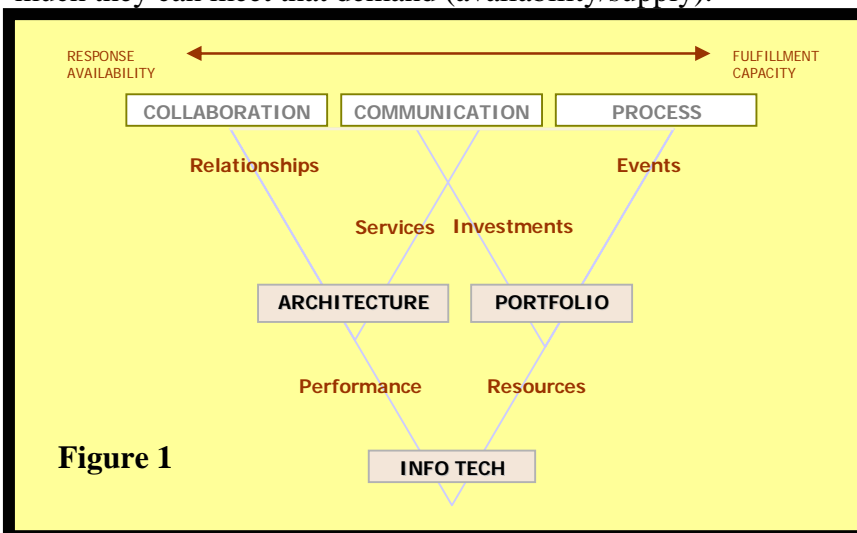 much they can meet that demand (availability/supply).
RESPONSE FULFILLMENT
AVAILABILITY CAPACITY
COLLABORATION COMMUNICATION PROCESS
Relationships Events
Services Investments
ARCHITECTURE PORTFOLIO
Performance Resources
Figure 1
INFO TECH